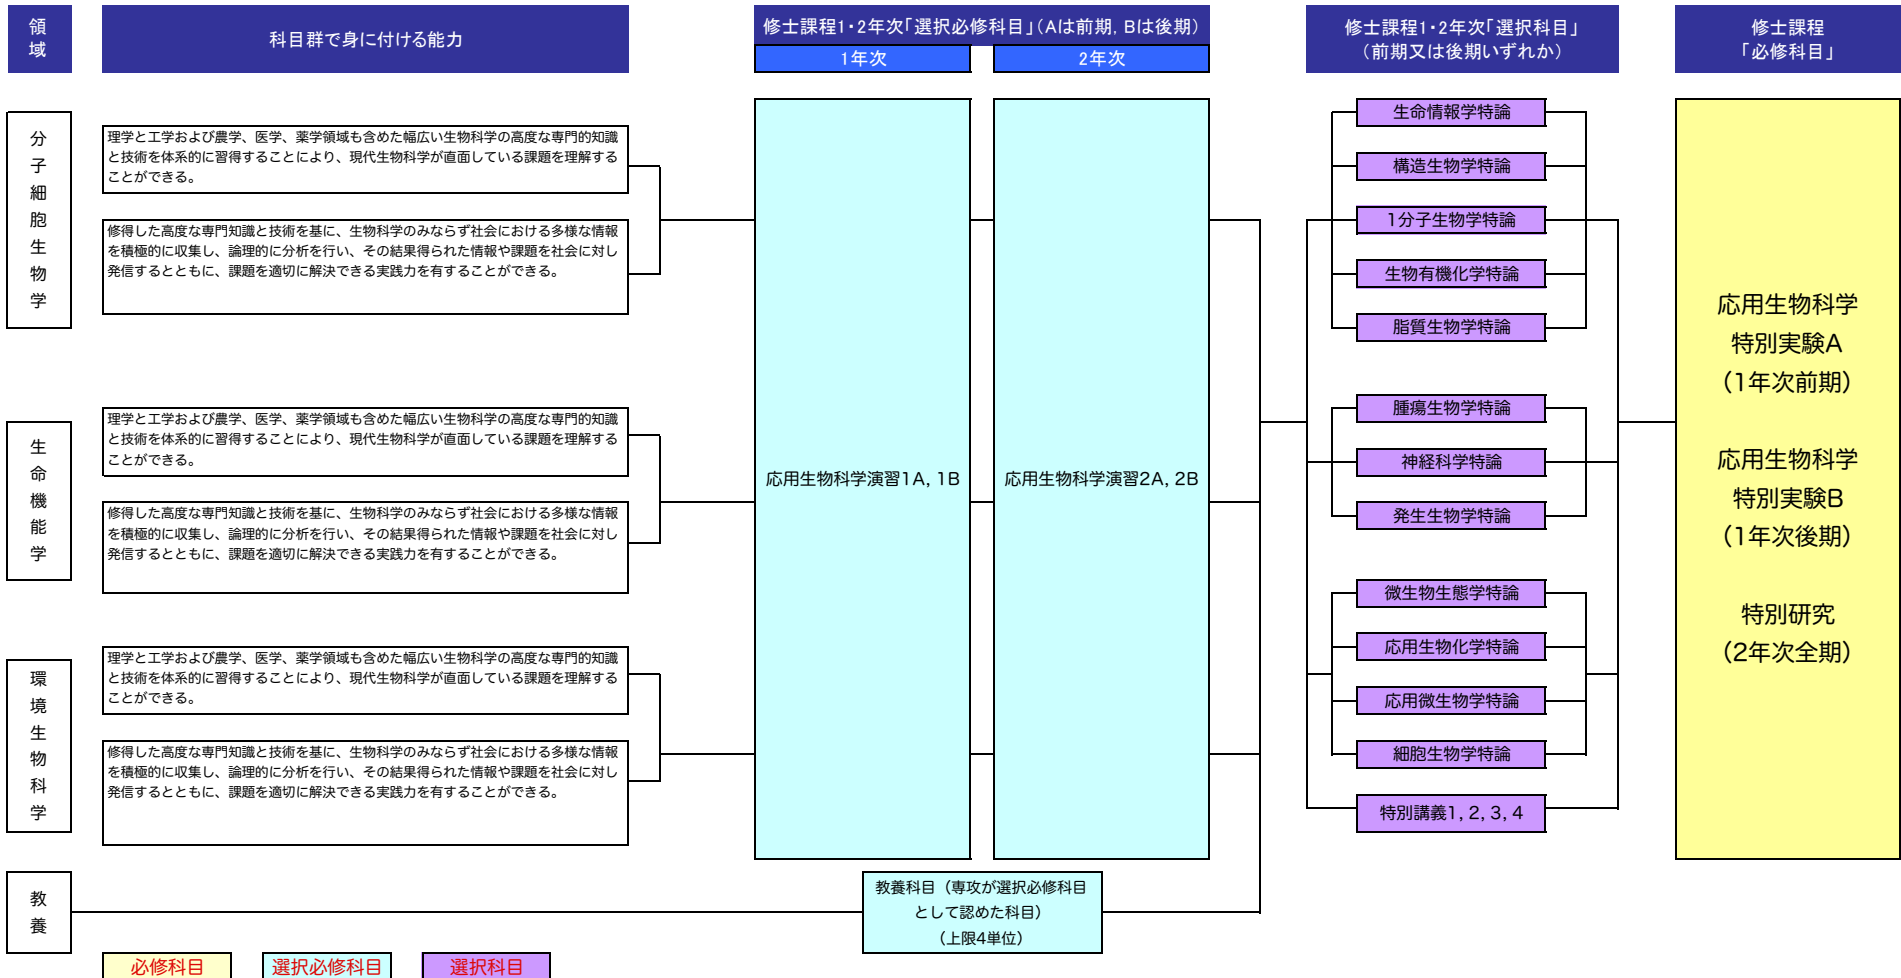 領
域
科目群で身に付ける能力
修士課程1・2年次「選択必修科目」（Aは前期，Bは後期）
1年次
2年次
修士課程1・2年次「選択科目」
（前期又は後期いずれか）
修士課程
「必修科目」
分子細胞生物学
理学と工学および農学、医学、薬学領域も含めた幅広い生物科学の高度な専門的知識
と技術を体系的に習得することにより、現代生物科学が直面している課題を理解する
ことができる。
修得した高度な専門知識と技術を基に、生物科学のみならず社会における多様な情報
を積極的に収集し、論理的に分析を行い、その結果得られた情報や課題を社会に対し
発信するとともに、課題を適切に解決できる実践力を有することができる。
生命機能学
理学と工学および農学、医学、薬学領域も含めた幅広い生物科学の高度な専門的知識
と技術を体系的に習得することにより、現代生物科学が直面している課題を理解する
ことができる。
修得した高度な専門知識と技術を基に、生物科学のみならず社会における多様な情報
を積極的に収集し、論理的に分析を行い、その結果得られた情報や課題を社会に対し
発信するとともに、課題を適切に解決できる実践力を有することができる。
環境生物科学
理学と工学および農学、医学、薬学領域も含めた幅広い生物科学の高度な専門的知識
と技術を体系的に習得することにより、現代生物科学が直面している課題を理解する
ことができる。
修得した高度な専門知識と技術を基に、生物科学のみならず社会における多様な情報
を積極的に収集し、論理的に分析を行い、その結果得られた情報や課題を社会に対し
発信するとともに、課題を適切に解決できる実践力を有することができる。
教養
応用生物科学演習1A, 1B
応用生物科学演習2A, 2B
教養科目（専攻が選択必修科目
として認めた科目）
（上限4単位）
生命情報学特論
構造生物学特論
1分子生物学特論
生物有機化学特論
脂質生物学特論
腫瘍生物学特論
神経科学特論
発生生物学特論
微生物生態学特論
応用生物化学特論
応用微生物学特論
細胞生物学特論
特別講義1, 2, 3, 4
応用生物科学
特別実験A
（1年次前期）
応用生物科学
特別実験B
（1年次後期）
特別研究
（2年次全期）
必修科目
選択必修科目
選択科目